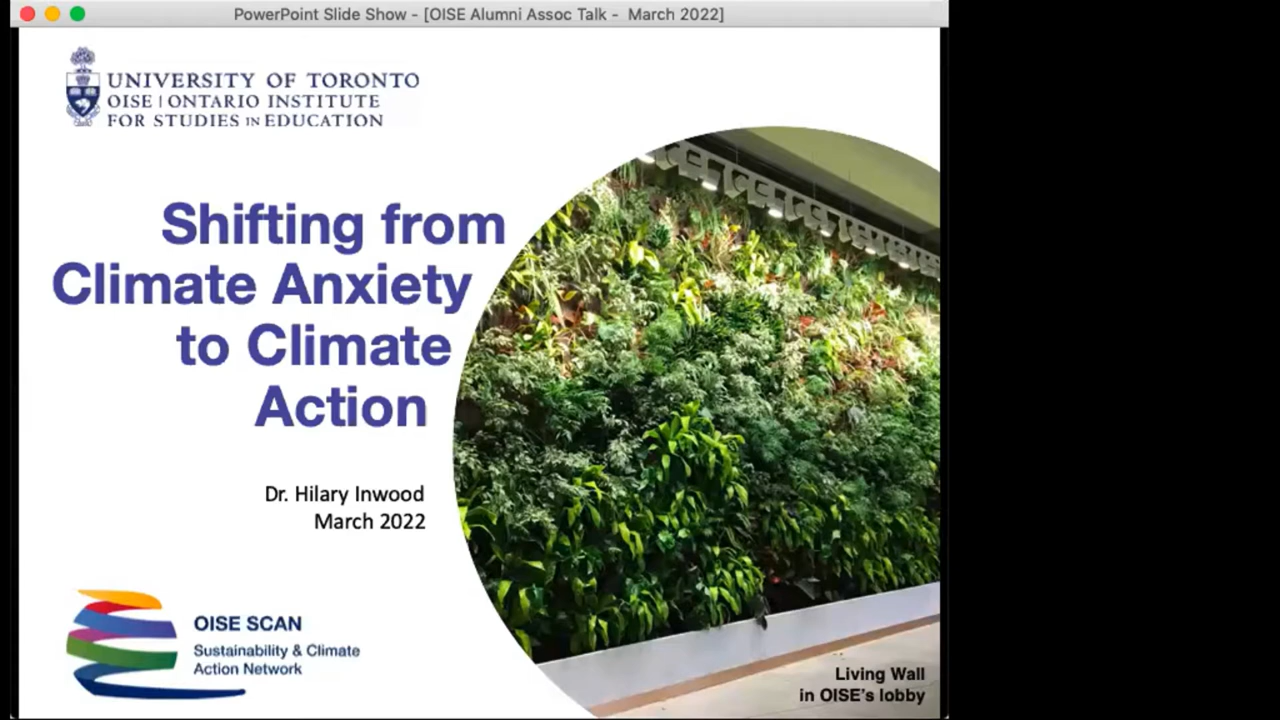 PowerPoint Slide Show - [OISE Alumni Assoc Talk -  March 2022]
UNIVERSITY OF TORONTO
OISE | ONTARIO INSTITUTE
FOR STUDIES IN EDUCATION
Shifting from
Climate Anxiety
to Climate
Action
Dr. Hilary Inwood
March 2022
OISE SCAN
Sustainability & Climate
Action Network
Living Wall
in OISE's lobby